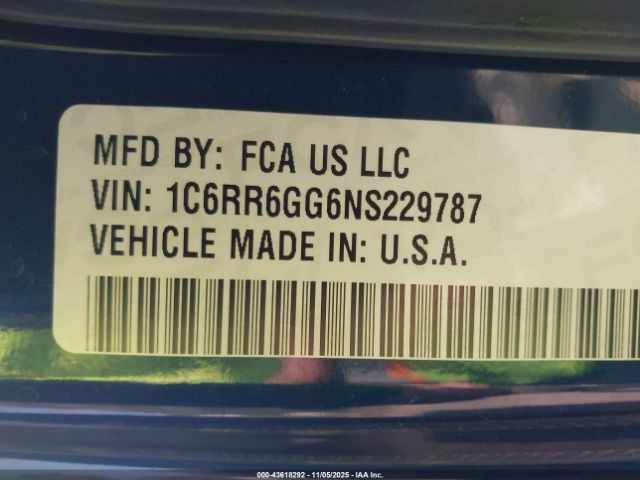 MFD BY: FCA US LLC
VIN: 1C6RR6GG6NS229787
VEHICLE MADE IN: U.S.A.
000-43618292 - 11/05/2025 - IAA Inc.